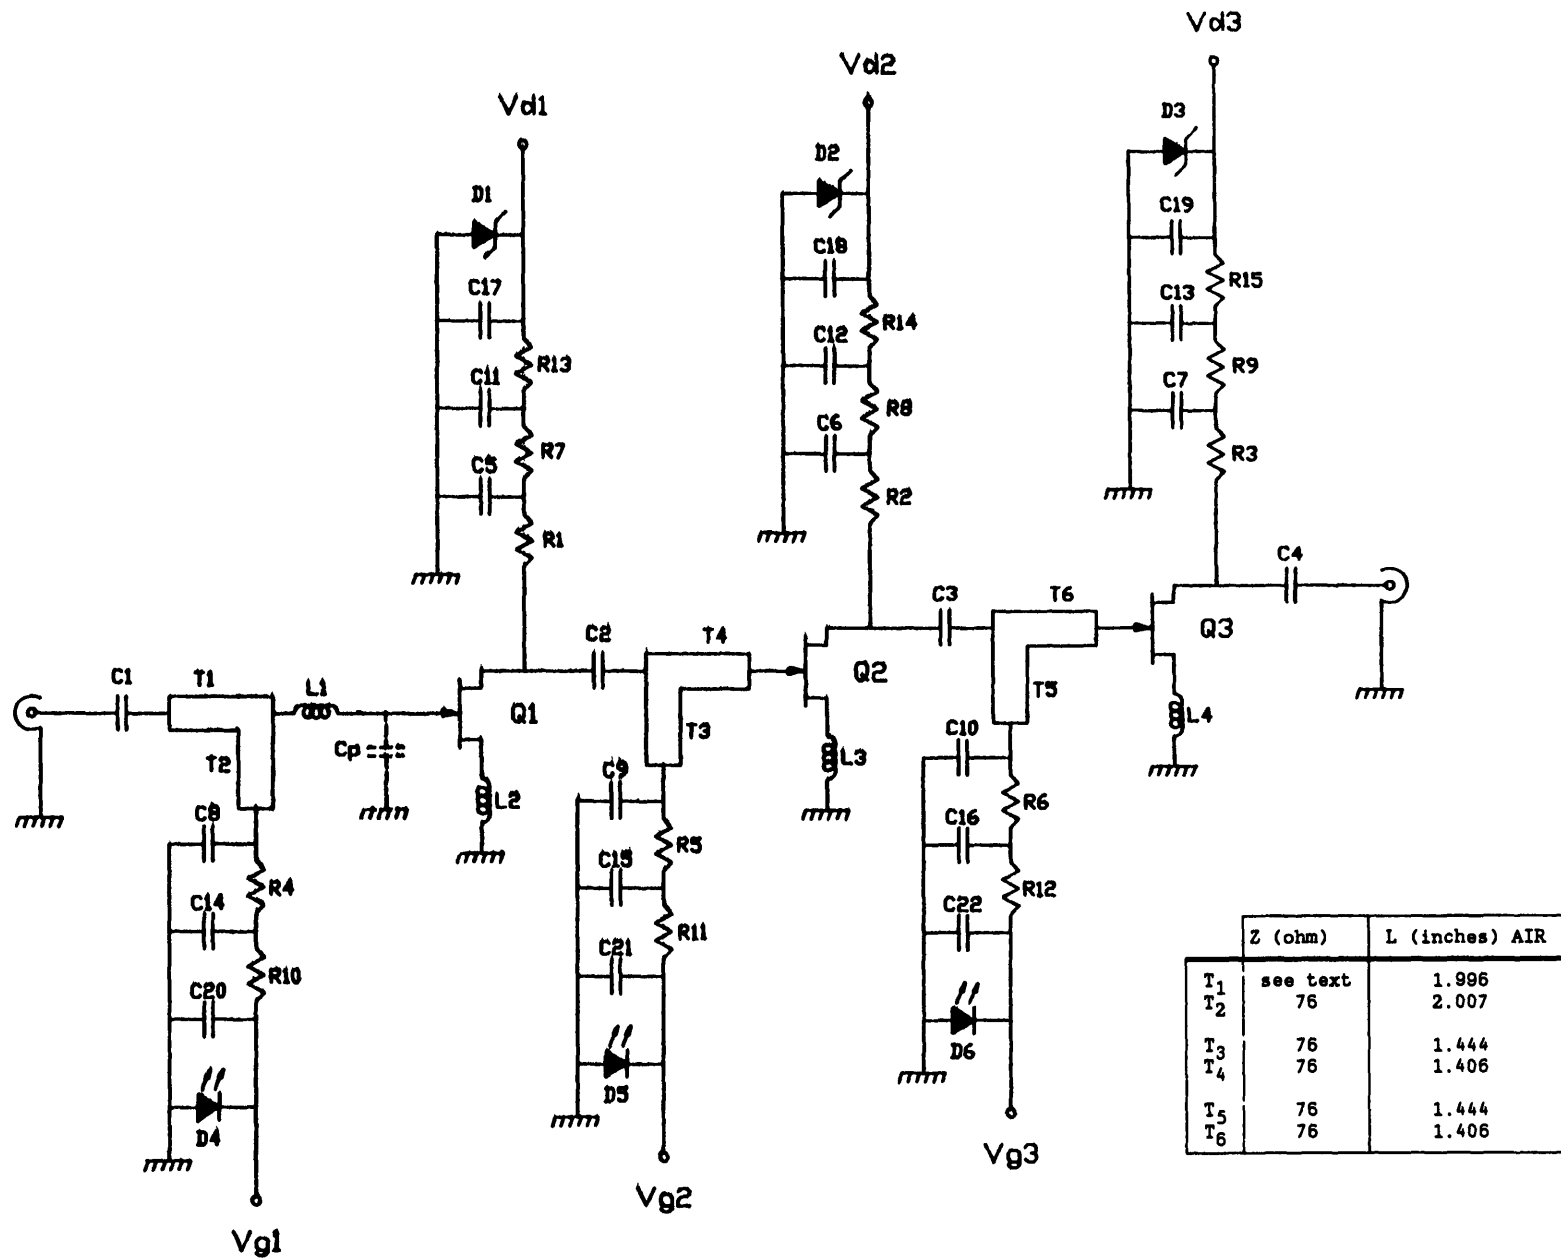 Vd3
Vd2
Vd1
D3
D2
D1
C19
R15
C18
C13
R14
C17
C12
R9
R13
C7
C11
R8
C6
R3
R7
C5
R2
R1
C4
C3
T6
Q3
C2
T4
Q2
C1
T1
L1
Q1
T5
L4
T3
Cp
T2
C10
L3
R6
C9
L2
C16
C8
R5
R12
C15
R4
C22
C14
R11
C21
R10
C20
D6
D5
D4
Vg3
Vg2
Vg1
Z (ohm) L (inches) AIR
T1 see text 1.996
T2 76 2.007
T3 76 1.444
T4 76 1.406
T5 76 1.444
T6 76 1.406